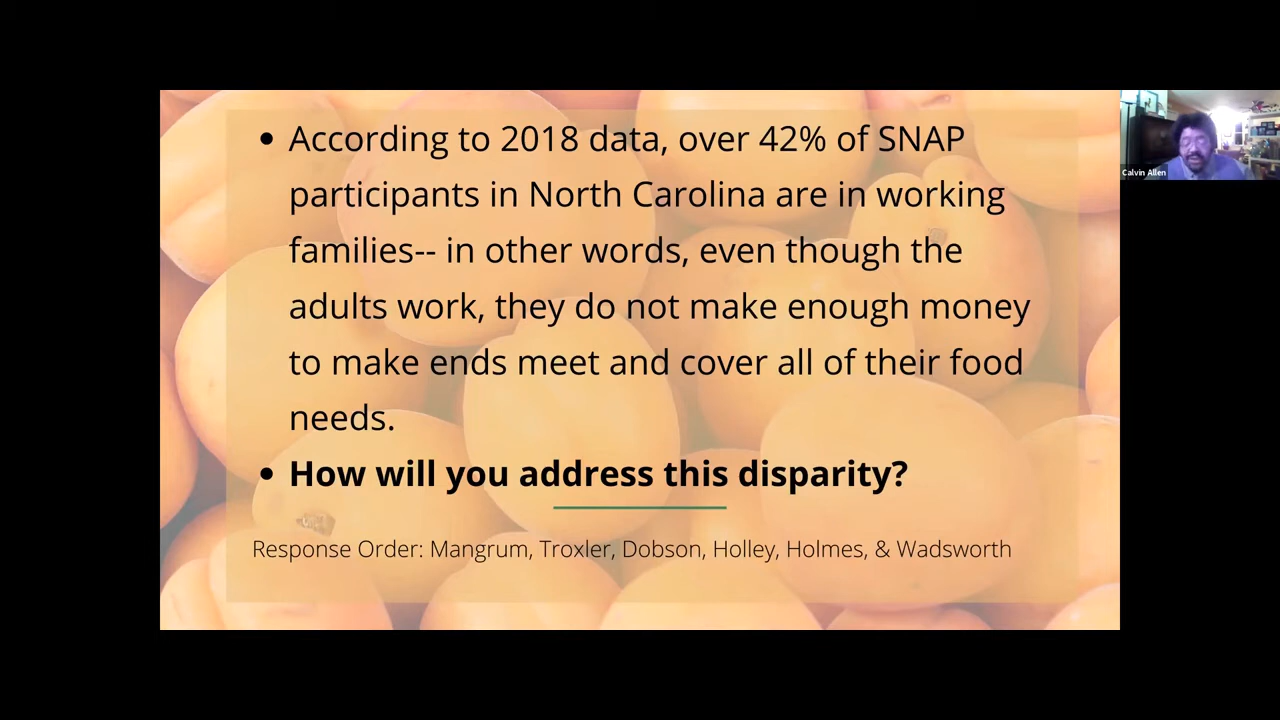 • According to 2018 data, over 42% of SNAP
participants in North Carolina are in working
families-- in other words, even though the
adults work, they do not make enough money
to make ends meet and cover all of their food
needs.
• How will you address this disparity?
Response Order: Mangrum, Troxler, Dobson, Holley, Holmes, & Wadsworth
Calvin Allen